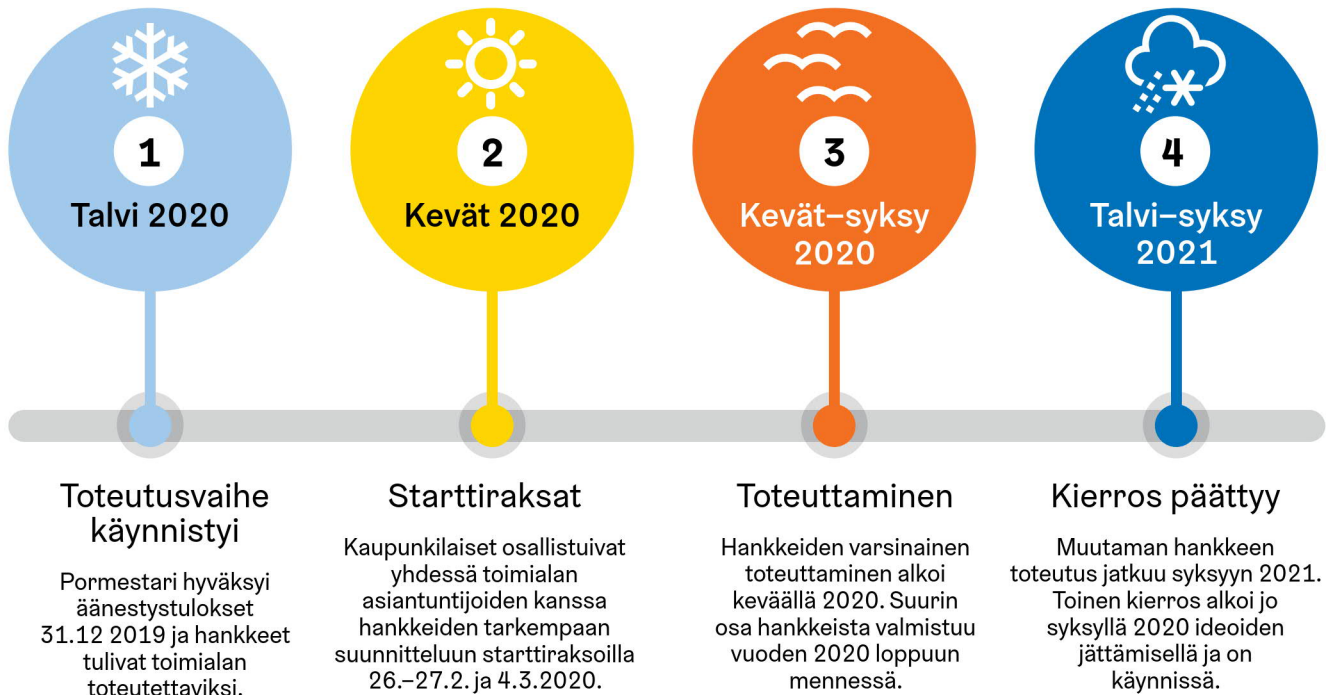 1
Talvi 2020
Toteutusvaihe
käynnistyi
Pormestari hyväksyi
äänestystulokset
31.12 2019 ja hankkeet
tulivat toimialan
toteutettaviksi.
2
Kevät 2020
Starttiraksat
Kaupunkilaiset osallistuivat
yhdessä toimialan
asiantuntijoiden kanssa
hankkeiden tarkempaan
suunnitteluun starttiraksoilla
26.–27.2. ja 4.3.2020.
3
Kevät–syksy
2020
Toteuttaminen
Hankkeiden varsinainen
toteuttaminen alkoi
keväällä 2020. Suurin
osa hankkeista valmistuu
vuoden 2020 loppuun
mennessä.
4
Talvi–syksy
2021
Kierros päättyy
Muutaman hankkeen
toteutus jatkuu syksyyn 2021.
Toinen kierros alkoi jo
syksyllä 2020 ideoiden
jättämisellä ja on
käynnissä.